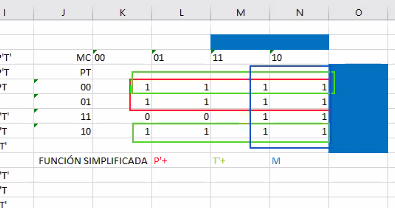 I J K L M N O
'T' MC 00 01 11 10
'T' PT
'T 00 1 1 1 1
01 1 1 1 1
T' 11 0 0 1 1
'T 10 1 1 1 1
T'
FUNCIÓN SIMPLIFICADA P'+ T'+ M
'T'
'T
'T'